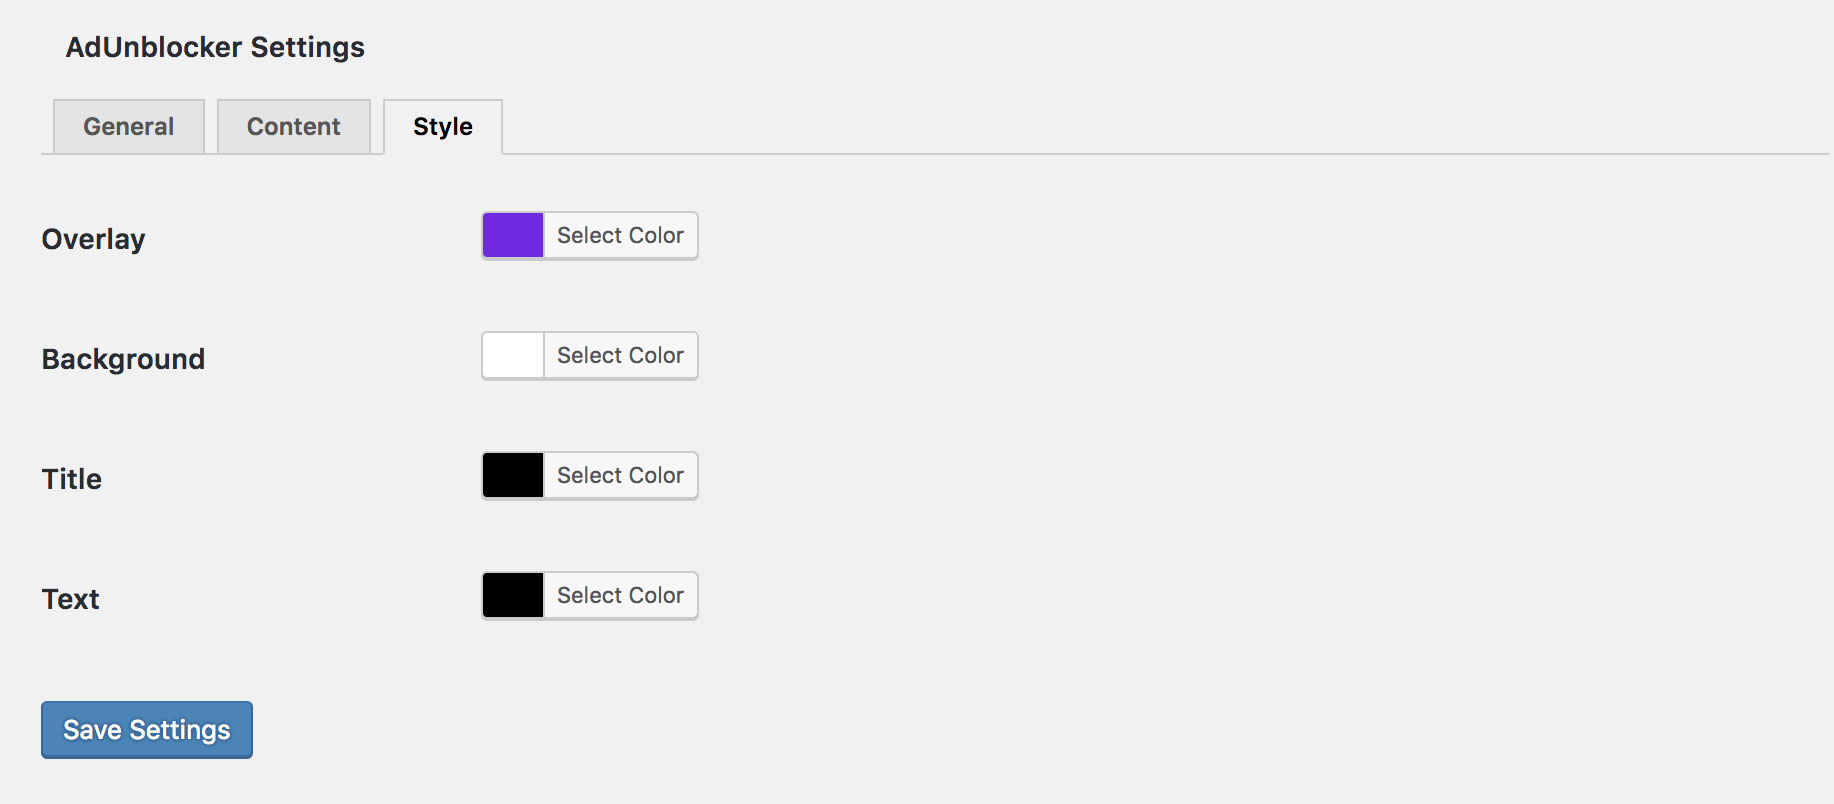 AdUnblocker Settings
General
Content
Style
Overlay
Select Color
Background
Select Color
Title
Select Color
Text
Select Color
Save Settings